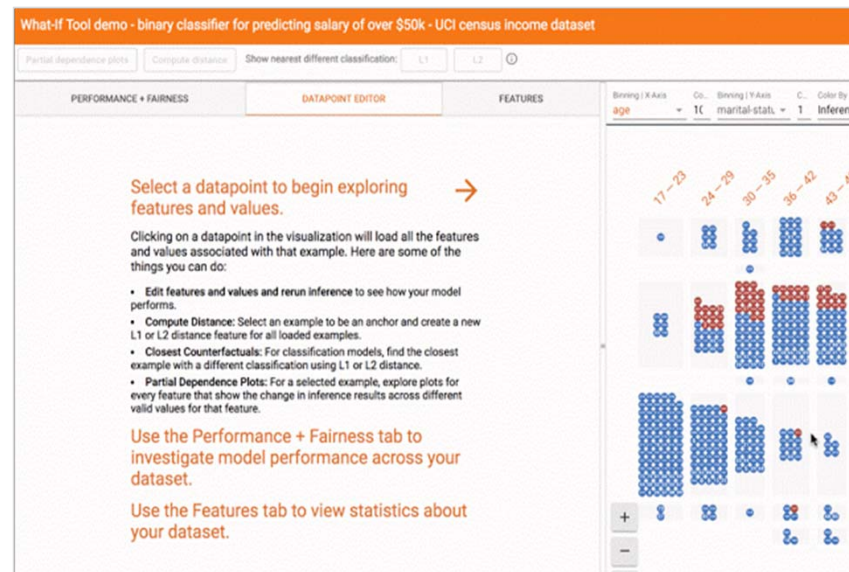 What-If Tool demo - binary classifier for predicting salary of over $50k - UCI census income dataset
Partial dependence plots Compute distance Show nearest different classification: L1 L2
PERFORMANCE + FAIRNESS DATAPOINT EDITOR FEATURES
Binning | X-Axis Co... Binning | Y-Axis C... Color By
age 1( marital-statu 1 Inferen
17 – 23 24 – 29 30 – 35 36 – 42 43 –
Select a datapoint to begin exploring
features and values.
Clicking on a datapoint in the visualization will load all the features
and values associated with that example. Here are some of the
things you can do:
• Edit features and values and rerun inference to see how your model
performs.
• Compute Distance: Select an example to be an anchor and create a new
L1 or L2 distance feature for all loaded examples.
• Closest Counterfactuals: For classification models, find the closest
example with a different classification using L1 or L2 distance.
• Partial Dependence Plots: For a selected example, explore plots for
every feature that show the change in inference results across different
valid values for that feature.
Use the Performance + Fairness tab to
investigate model performance across your
dataset.
Use the Features tab to view statistics about
your dataset.
+
−